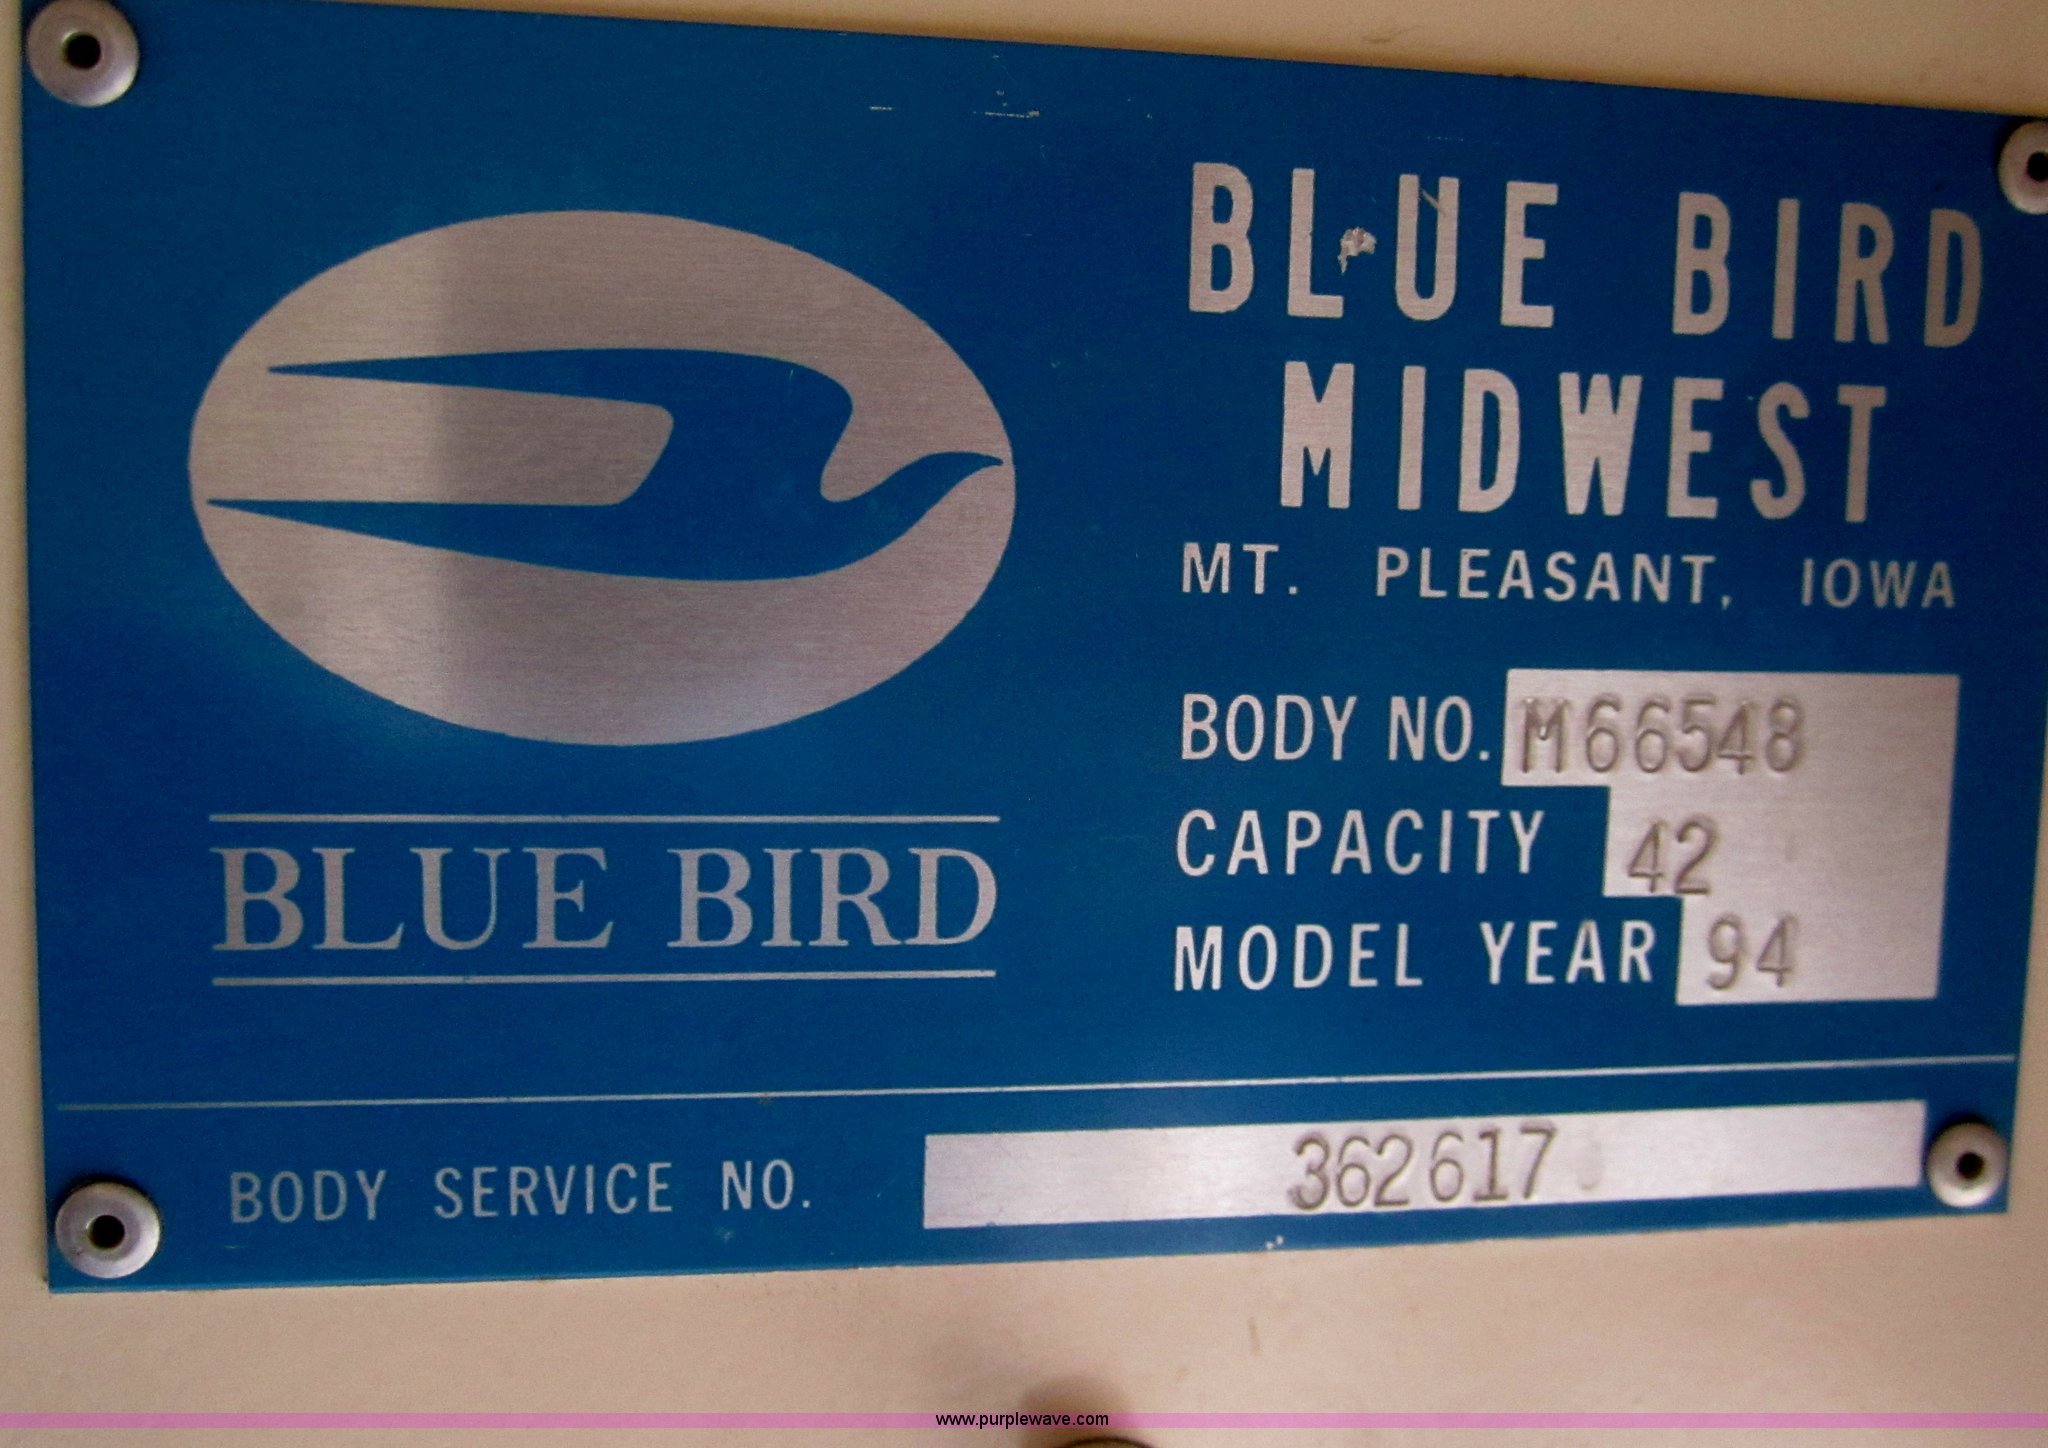 BLUE BIRD
MIDWEST
MT. PLEASANT, IOWA
BODY NO. M66548
CAPACITY 42
MODEL YEAR 94
BLUE BIRD
BODY SERVICE NO. 362617
www.purplewave.com